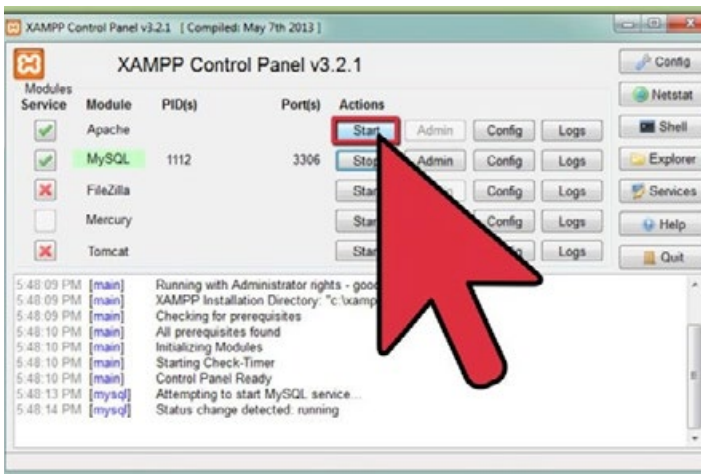 XAMPP Control Panel v3.2.1 [ Compiled: May 7th 2013 ]
XAMPP Control Panel v3.2.1
Modules
Service Module PID(s) Port(s) Actions
Apache Start Admin Config Logs
MySQL 1112 3306 Stop Admin Config Logs
FileZilla Config Logs
Mercury Config Logs
Tomcat Logs
Config
Netstat
Shell
Explorer
Services
Help
Quit
5:48:09 PM [main] Running with Administrator rights -
5:48:09 PM [main] XAMPP Installation Directory:
5:48:09 PM [main] Checking for prerequisites
5:48:10 PM [main] All prerequisites found
5:48:10 PM [main] Initializing Modules
5:48:10 PM [main] Starting Check-Timer
5:48:10 PM [main] Control Panel Ready
5:48:13 PM [mysql] Attempting to start MySQL service...
5:48:14 PM [mysql] Status change detected: running